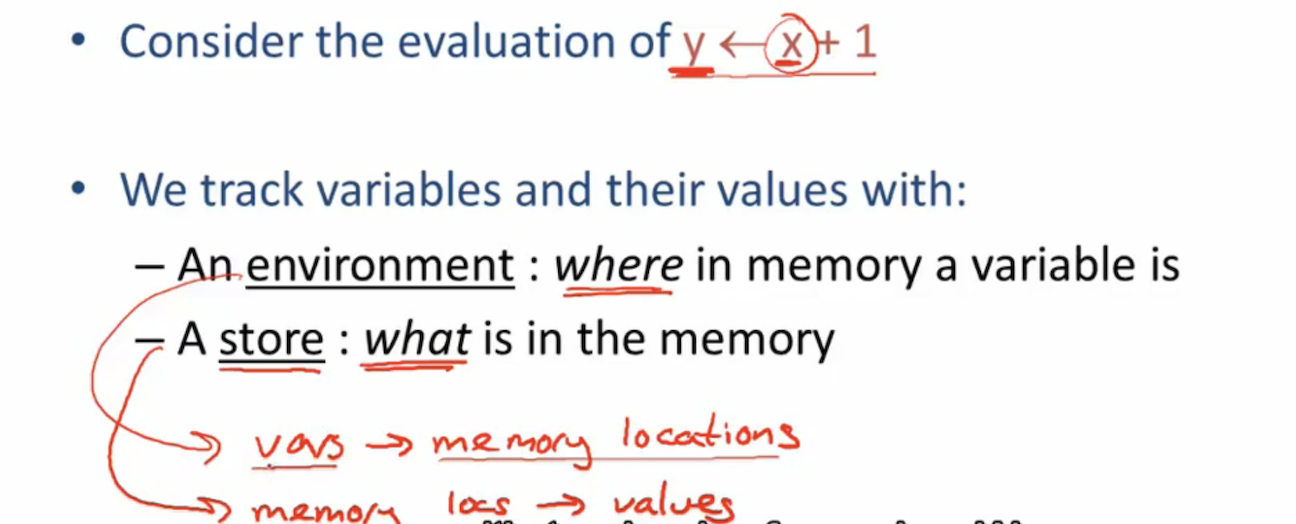 • Consider the evaluation of y ← x + 1
• We track variables and their values with:
– An environment : where in memory a variable is
– A store : what is in the memory
vars → memory locations
memory locs → values